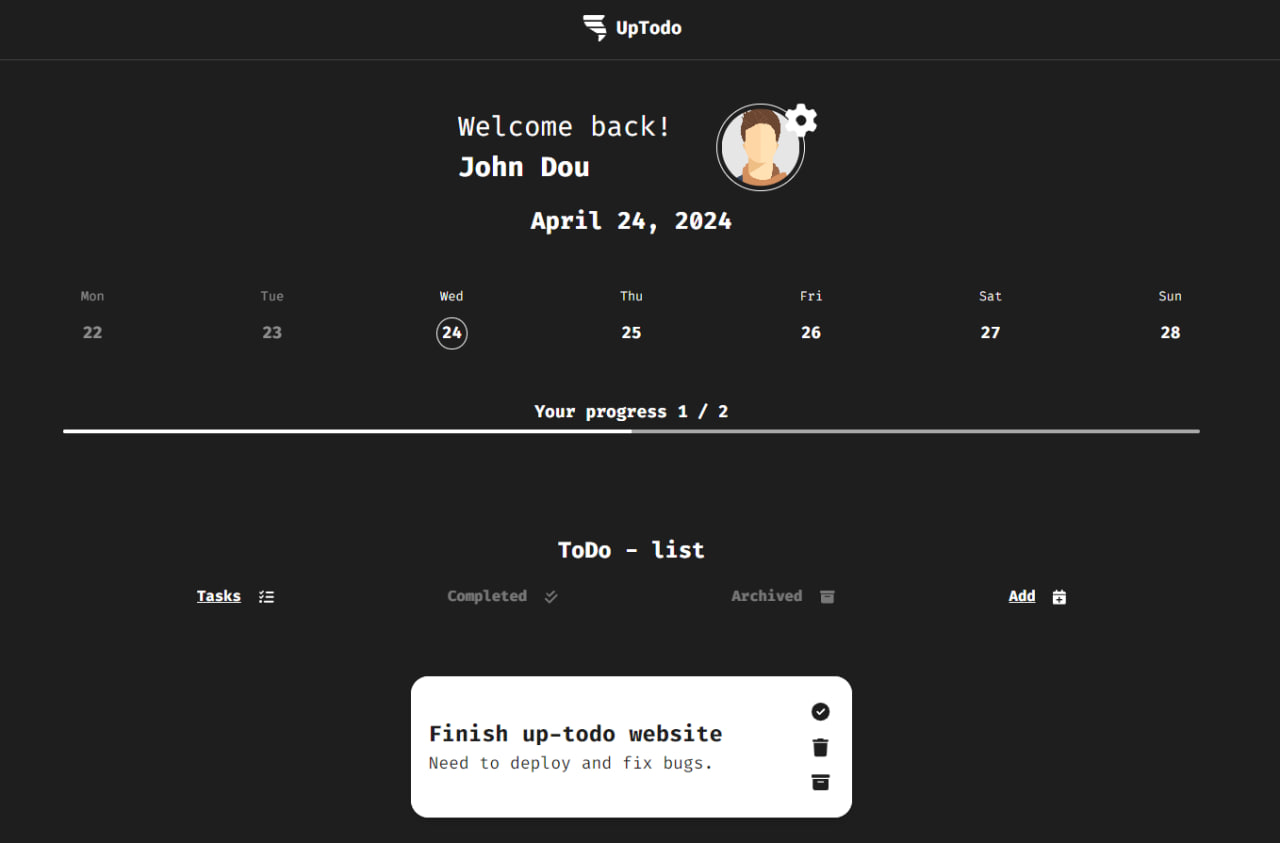 UpTodo
Welcome back!
John Dou
April 24, 2024
Mon Tue Wed Thu Fri Sat Sun
22 23 24 25 26 27 28
Your progress 1 / 2
ToDo - list
Tasks Completed Archived Add
Finish up-todo website
Need to deploy and fix bugs.